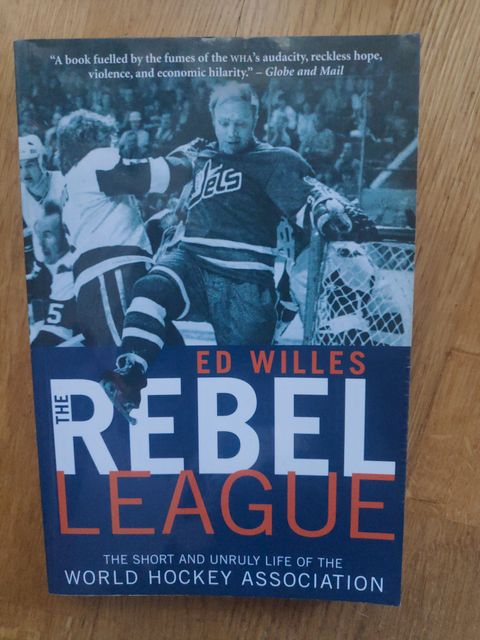 “A book fuelled by the fumes of the WHA’s audacity, reckless hope,
violence, and economic hilarity.” – Globe and Mail
Jets
5
ED WILLES
THE
REBEL
LEAGUE
THE SHORT AND UNRULY LIFE OF THE
WORLD HOCKEY ASSOCIATION